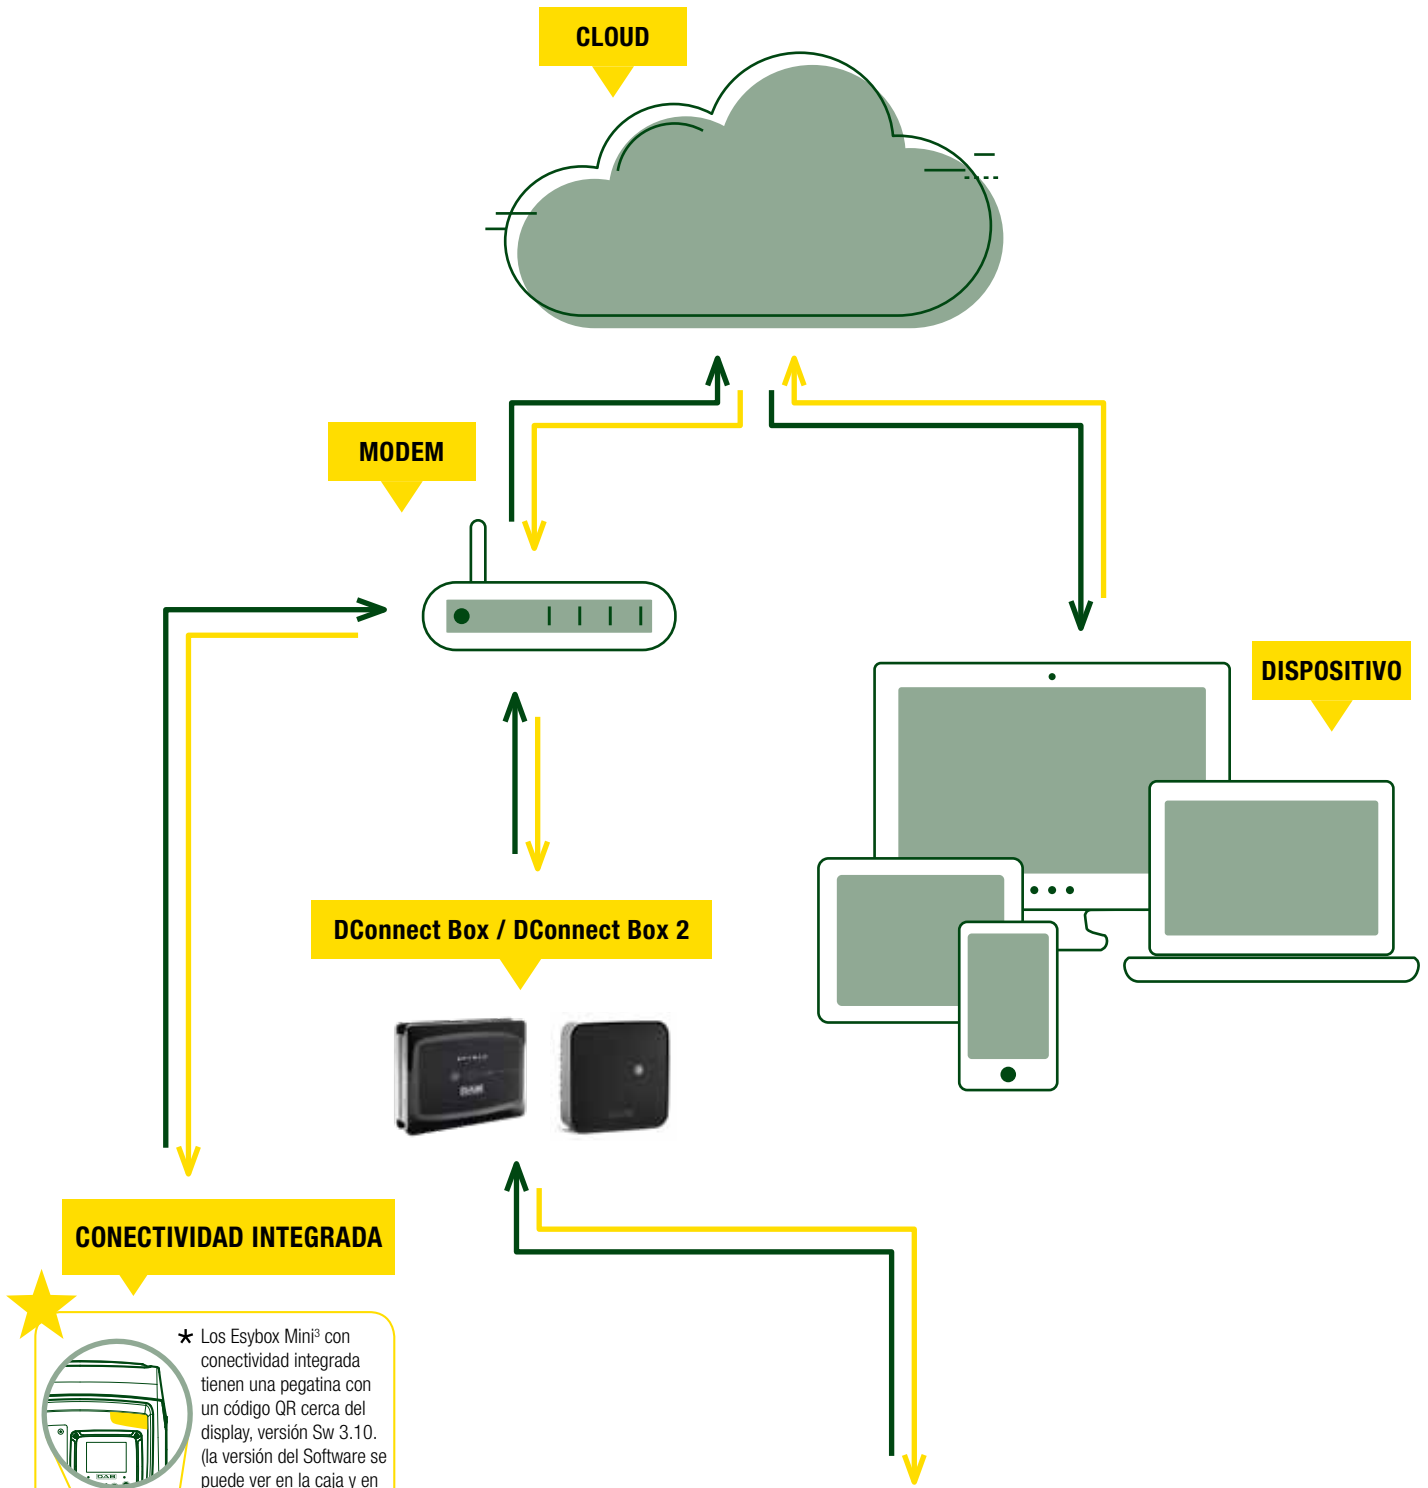 CLOUD
MODEM
DISPOSITIVO
DConnect Box / DConnect Box 2
DAB
CONECTIVIDAD INTEGRADA
* Los Esybox Mini³ con
conectividad integrada
tienen una pegatina con
un código QR cerca del
display, versión Sw 3.10.
(la versión del Software se
puede ver en la caja y en
DAB